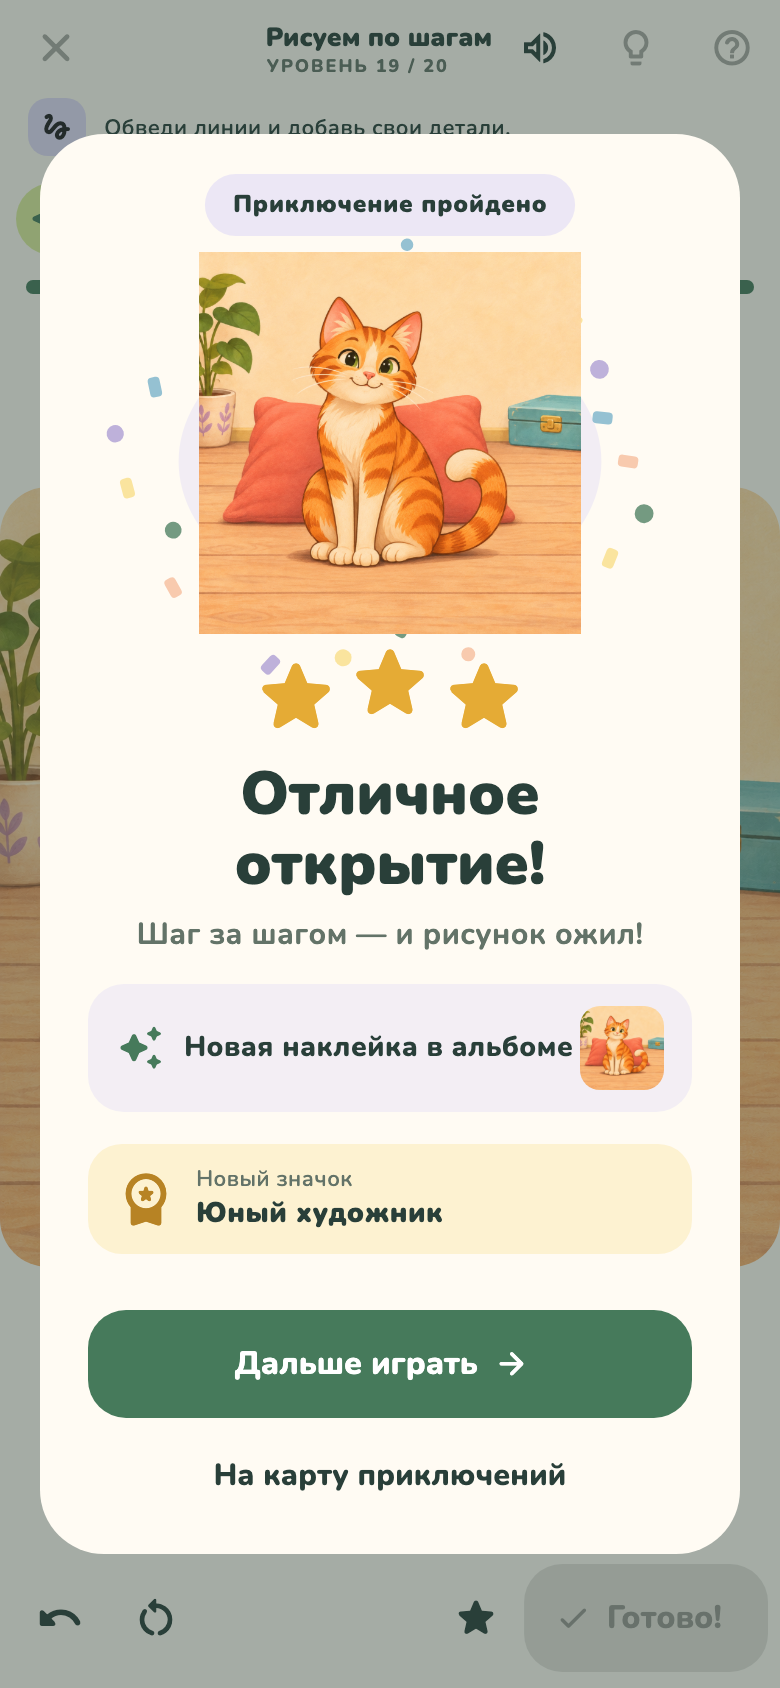 Рисуем по шагам
УРОВЕНЬ 19 / 20
Обведи линии и добавь свои детали.
Приключение пройдено
Отличное
открытие!
Шаг за шагом — и рисунок ожил!
Новая наклейка в альбоме
Новый значок
Юный художник
Дальше играть
На карту приключений
Готово!